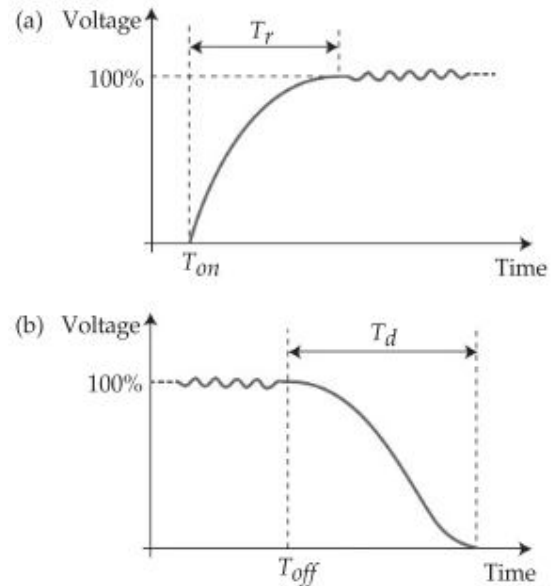 (a) Voltage
T_r
100%
T_on
Time
(b) Voltage
T_d
100%
T_off
Time